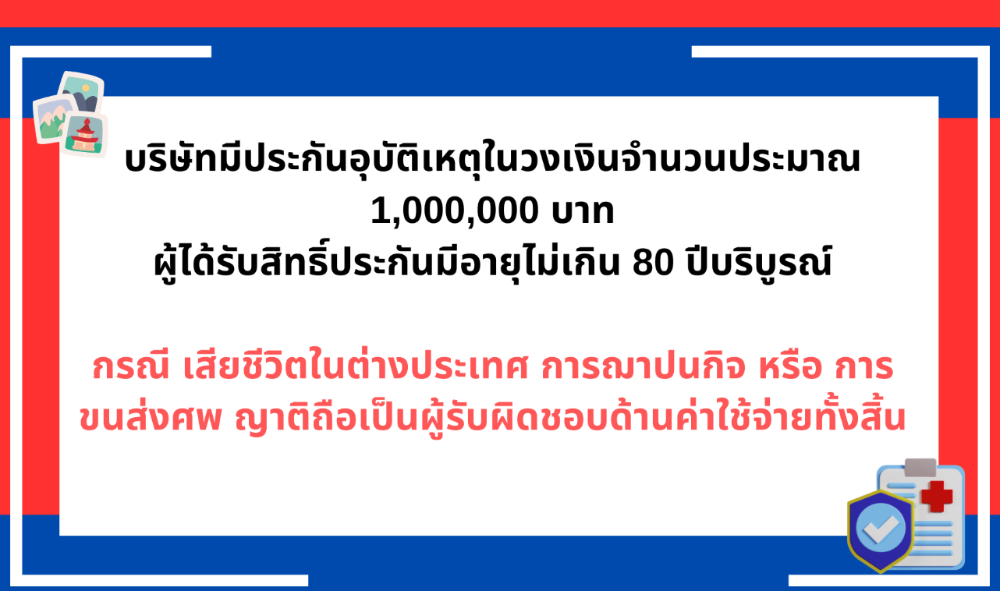 บริษัทมีประกันอุบัติเหตุในวงเงินจำนวนประมาณ
1,000,000 บาท
ผู้ได้รับสิทธิ์ประกันมีอายุไม่เกิน 80 ปีบริบูรณ์
กรณี เสียชีวิตในต่างประเทศ การฌาปนกิจ หรือ การ
ขนส่งศพ ญาติถือเป็นผู้รับผิดชอบด้านค่าใช้จ่ายทั้งสิ้น